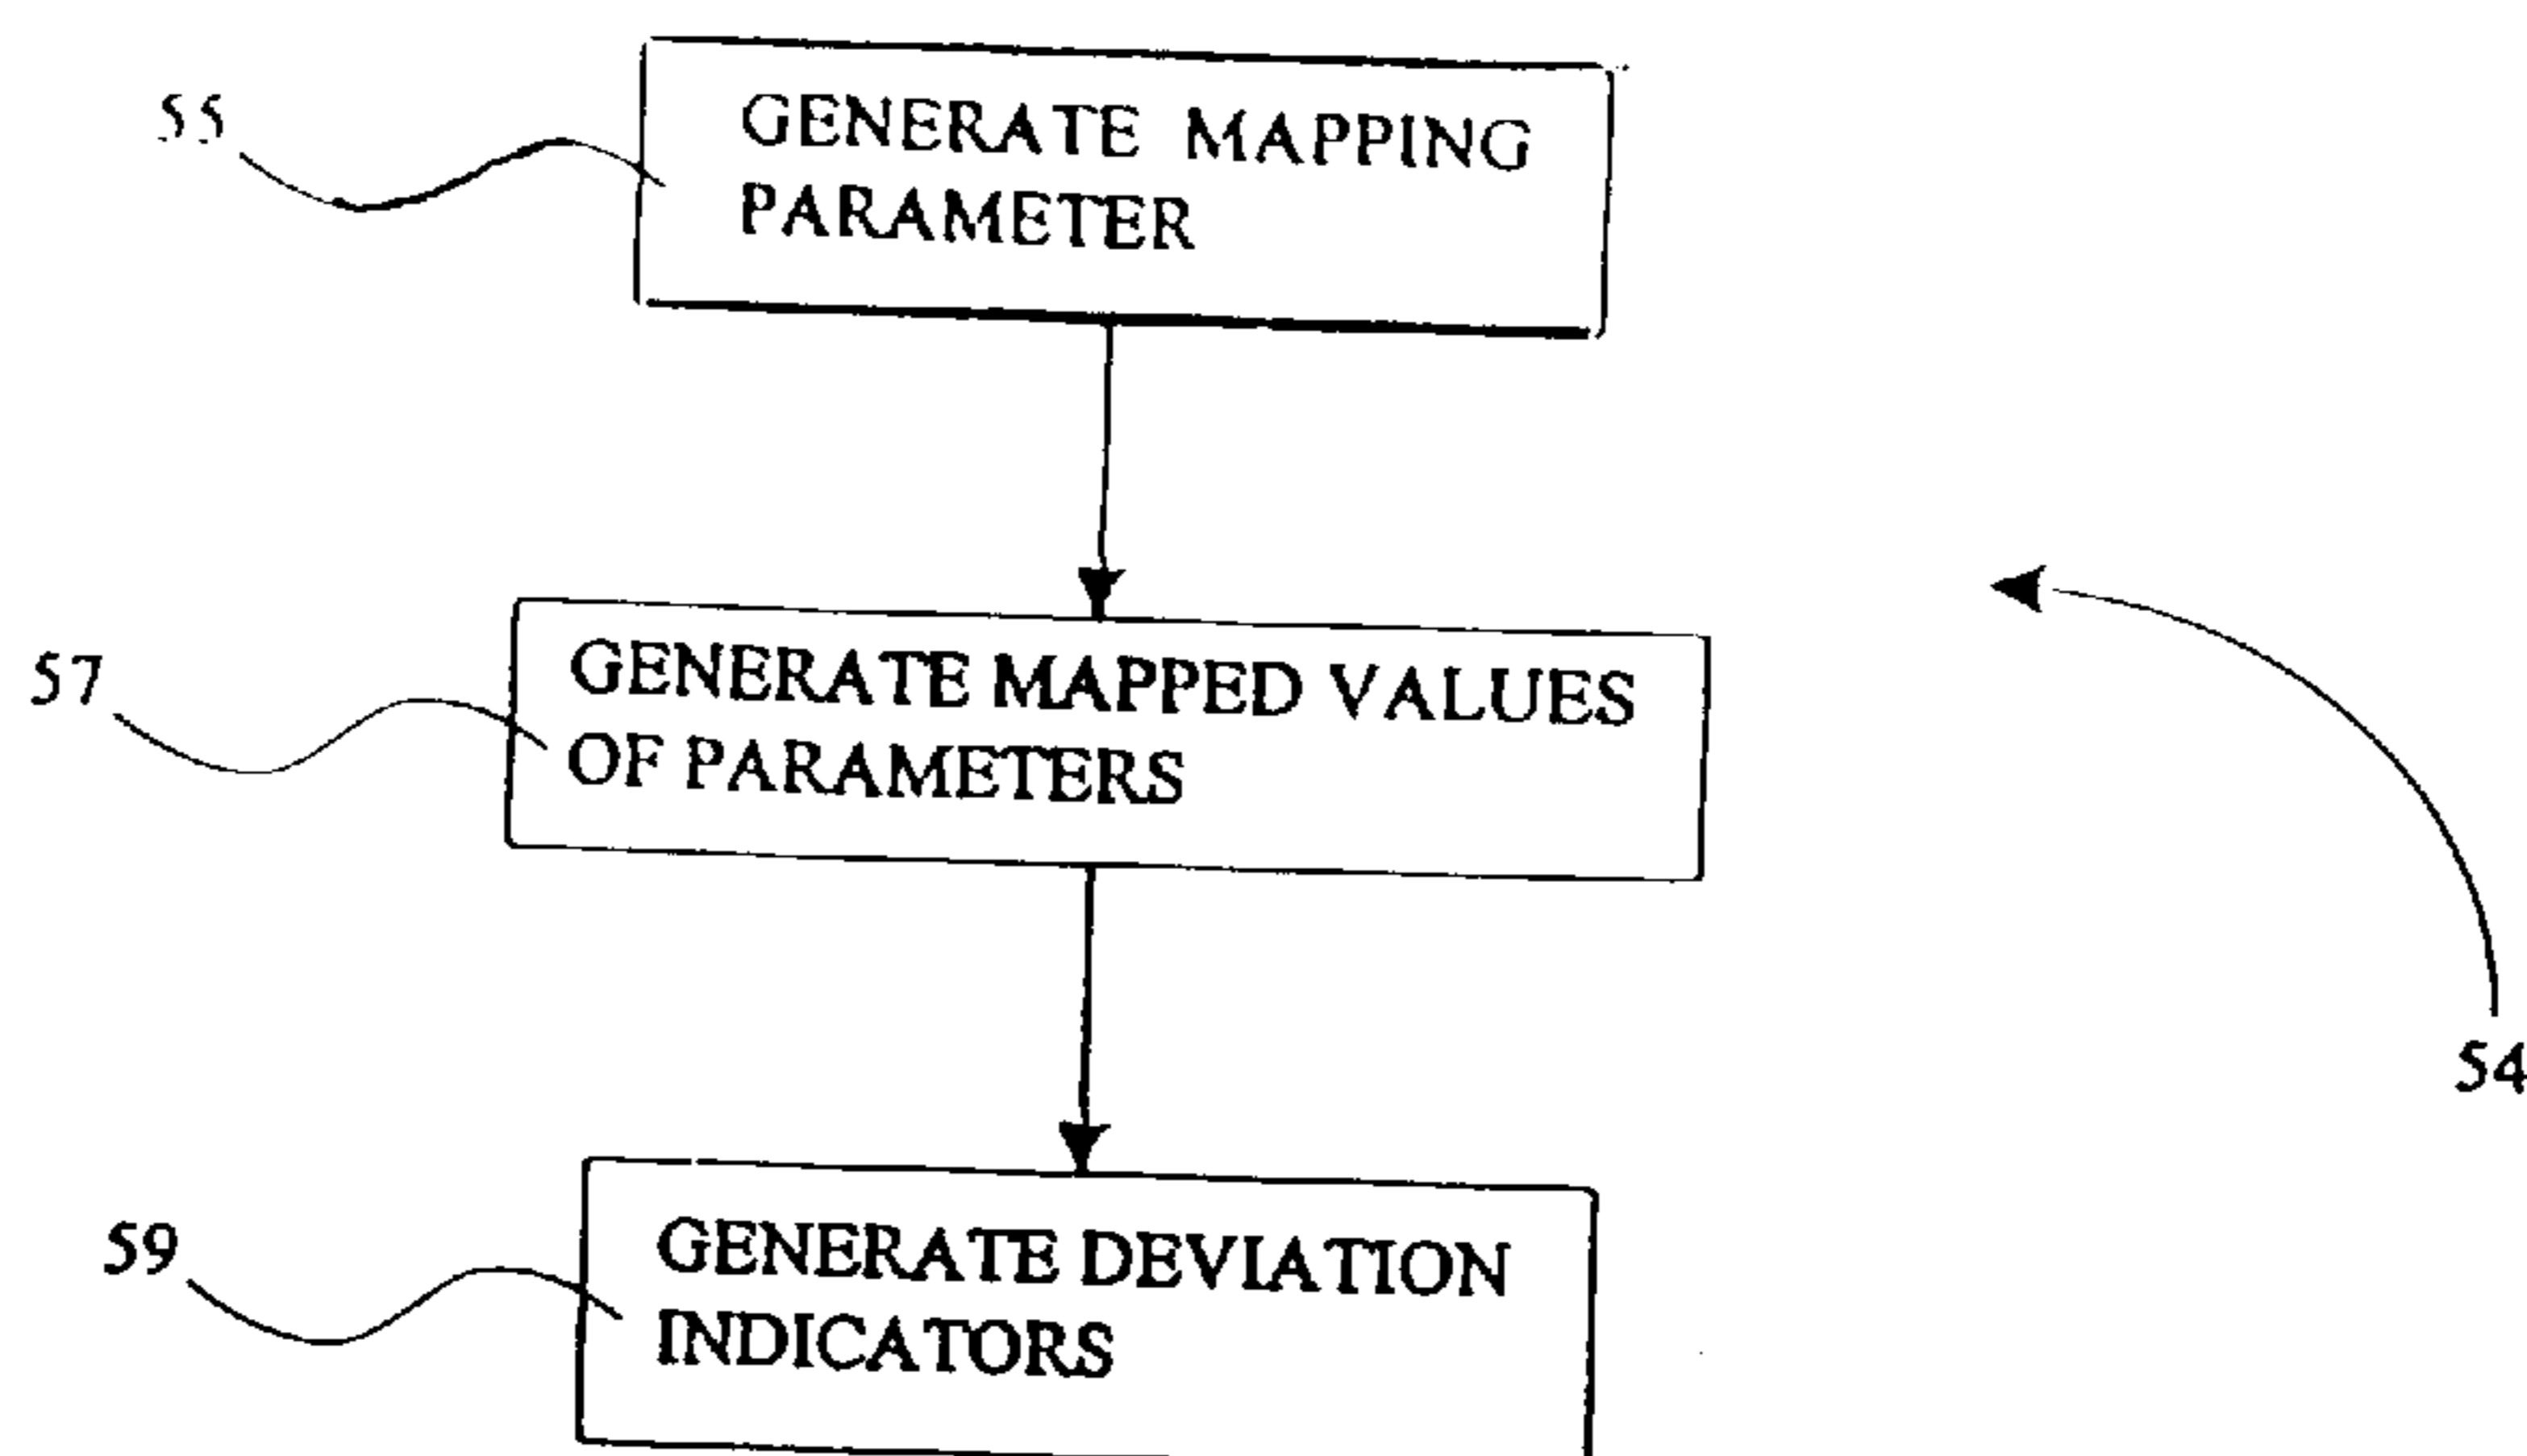 55
GENERATE MAPPING
PARAMETER
57
GENERATE MAPPED VALUES
OF PARAMETERS
54
59
GENERATE DEVIATION
INDICATORS